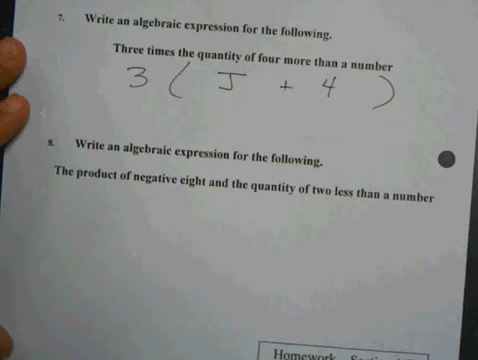 7. Write an algebraic expression for the following.
Three times the quantity of four more than a number
3 ( J + 4 )
8. Write an algebraic expression for the following.
The product of negative eight and the quantity of two less than a number
Homework